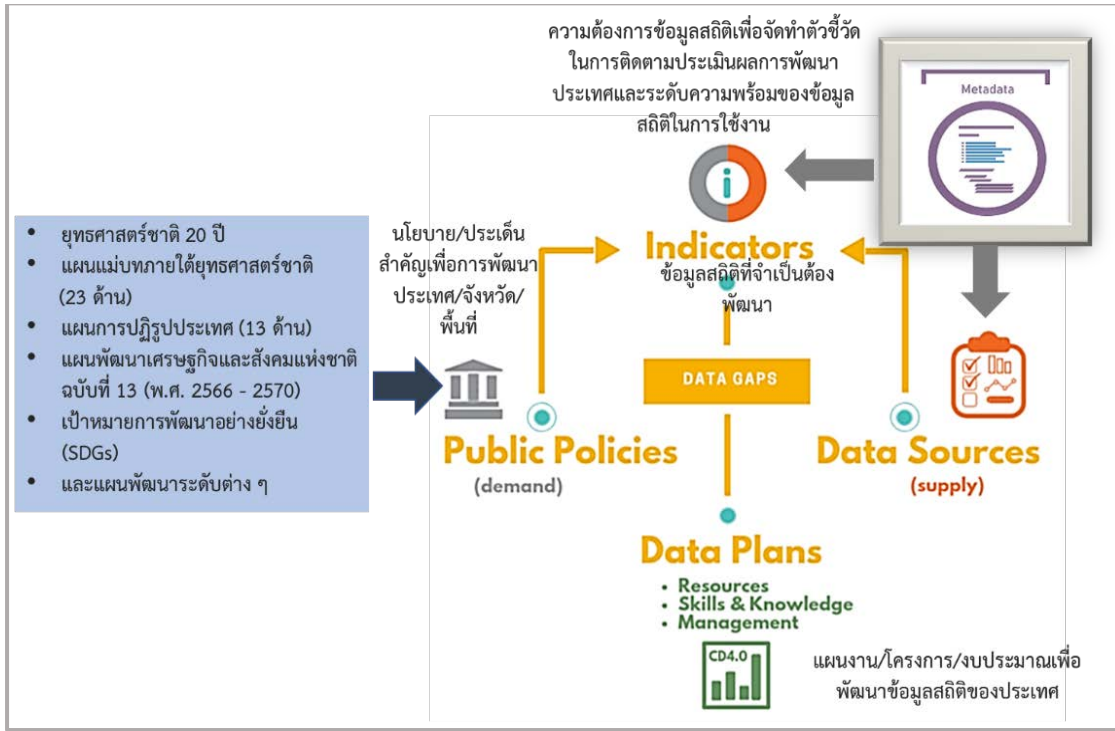 ความต้องการข้อมูลสถิติเพื่อจัดทำตัวชี้วัด
ในการติดตามประเมินผลการพัฒนา
ประเทศและระดับความพร้อมของข้อมูล
สถิติในการใช้งาน
Metadata
• ยุทธศาสตร์ชาติ 20 ปี
• แผนแม่บทภายใต้ยุทธศาสตร์ชาติ
(23 ด้าน)
• แผนการปฏิรูปประเทศ (13 ด้าน)
• แผนพัฒนาเศรษฐกิจและสังคมแห่งชาติ
ฉบับที่ 13 (พ.ศ. 2566 - 2570)
• เป้าหมายการพัฒนาอย่างยั่งยืน
(SDGs)
• และแผนพัฒนาระดับต่าง ๆ
นโยบาย/ประเด็น
สำคัญเพื่อการพัฒนา
ประเทศ/จังหวัด/
พื้นที่
Indicators
ข้อมูลสถิติที่จำเป็นต้อง
พัฒนา
DATA GAPS
Public Policies
(demand)
Data Sources
(supply)
Data Plans
• Resources
• Skills & Knowledge
• Management
CD4.0
แผนงาน/โครงการ/งบประมาณเพื่อ
พัฒนาข้อมูลสถิติของประเทศ